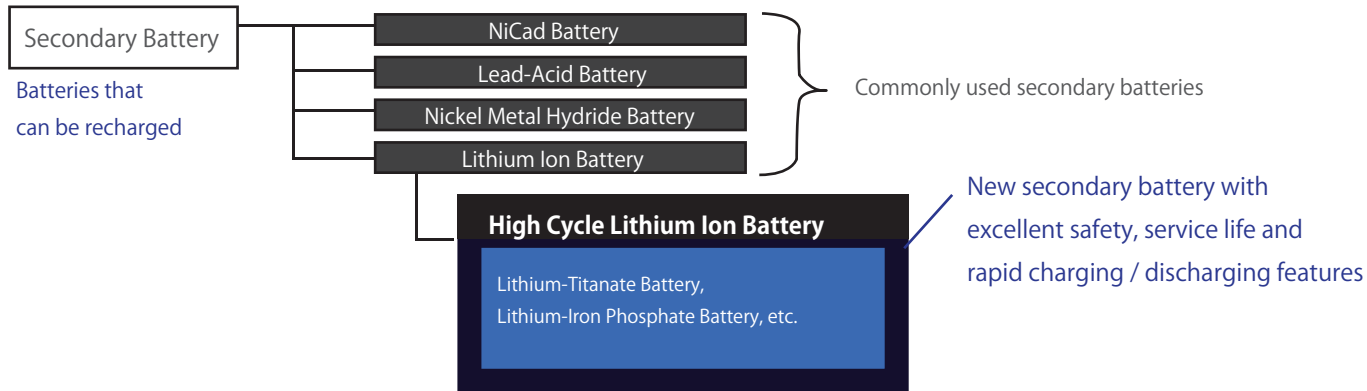 Secondary Battery
Batteries that
can be recharged
NiCad Battery
Lead-Acid Battery
Nickel Metal Hydride Battery
Lithium Ion Battery
Commonly used secondary batteries
High Cycle Lithium Ion Battery
Lithium-Titanate Battery,
Lithium-Iron Phosphate Battery, etc.
New secondary battery with
excellent safety, service life and
rapid charging / discharging features